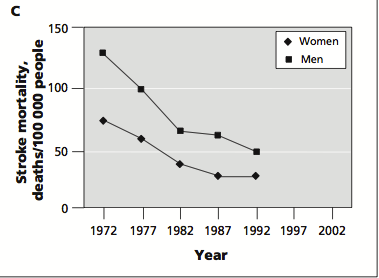 C
Stroke mortality,
deaths/100 000 people
150
100
50
0
Women
Men
1972 1977 1982 1987 1992 1997 2002
Year